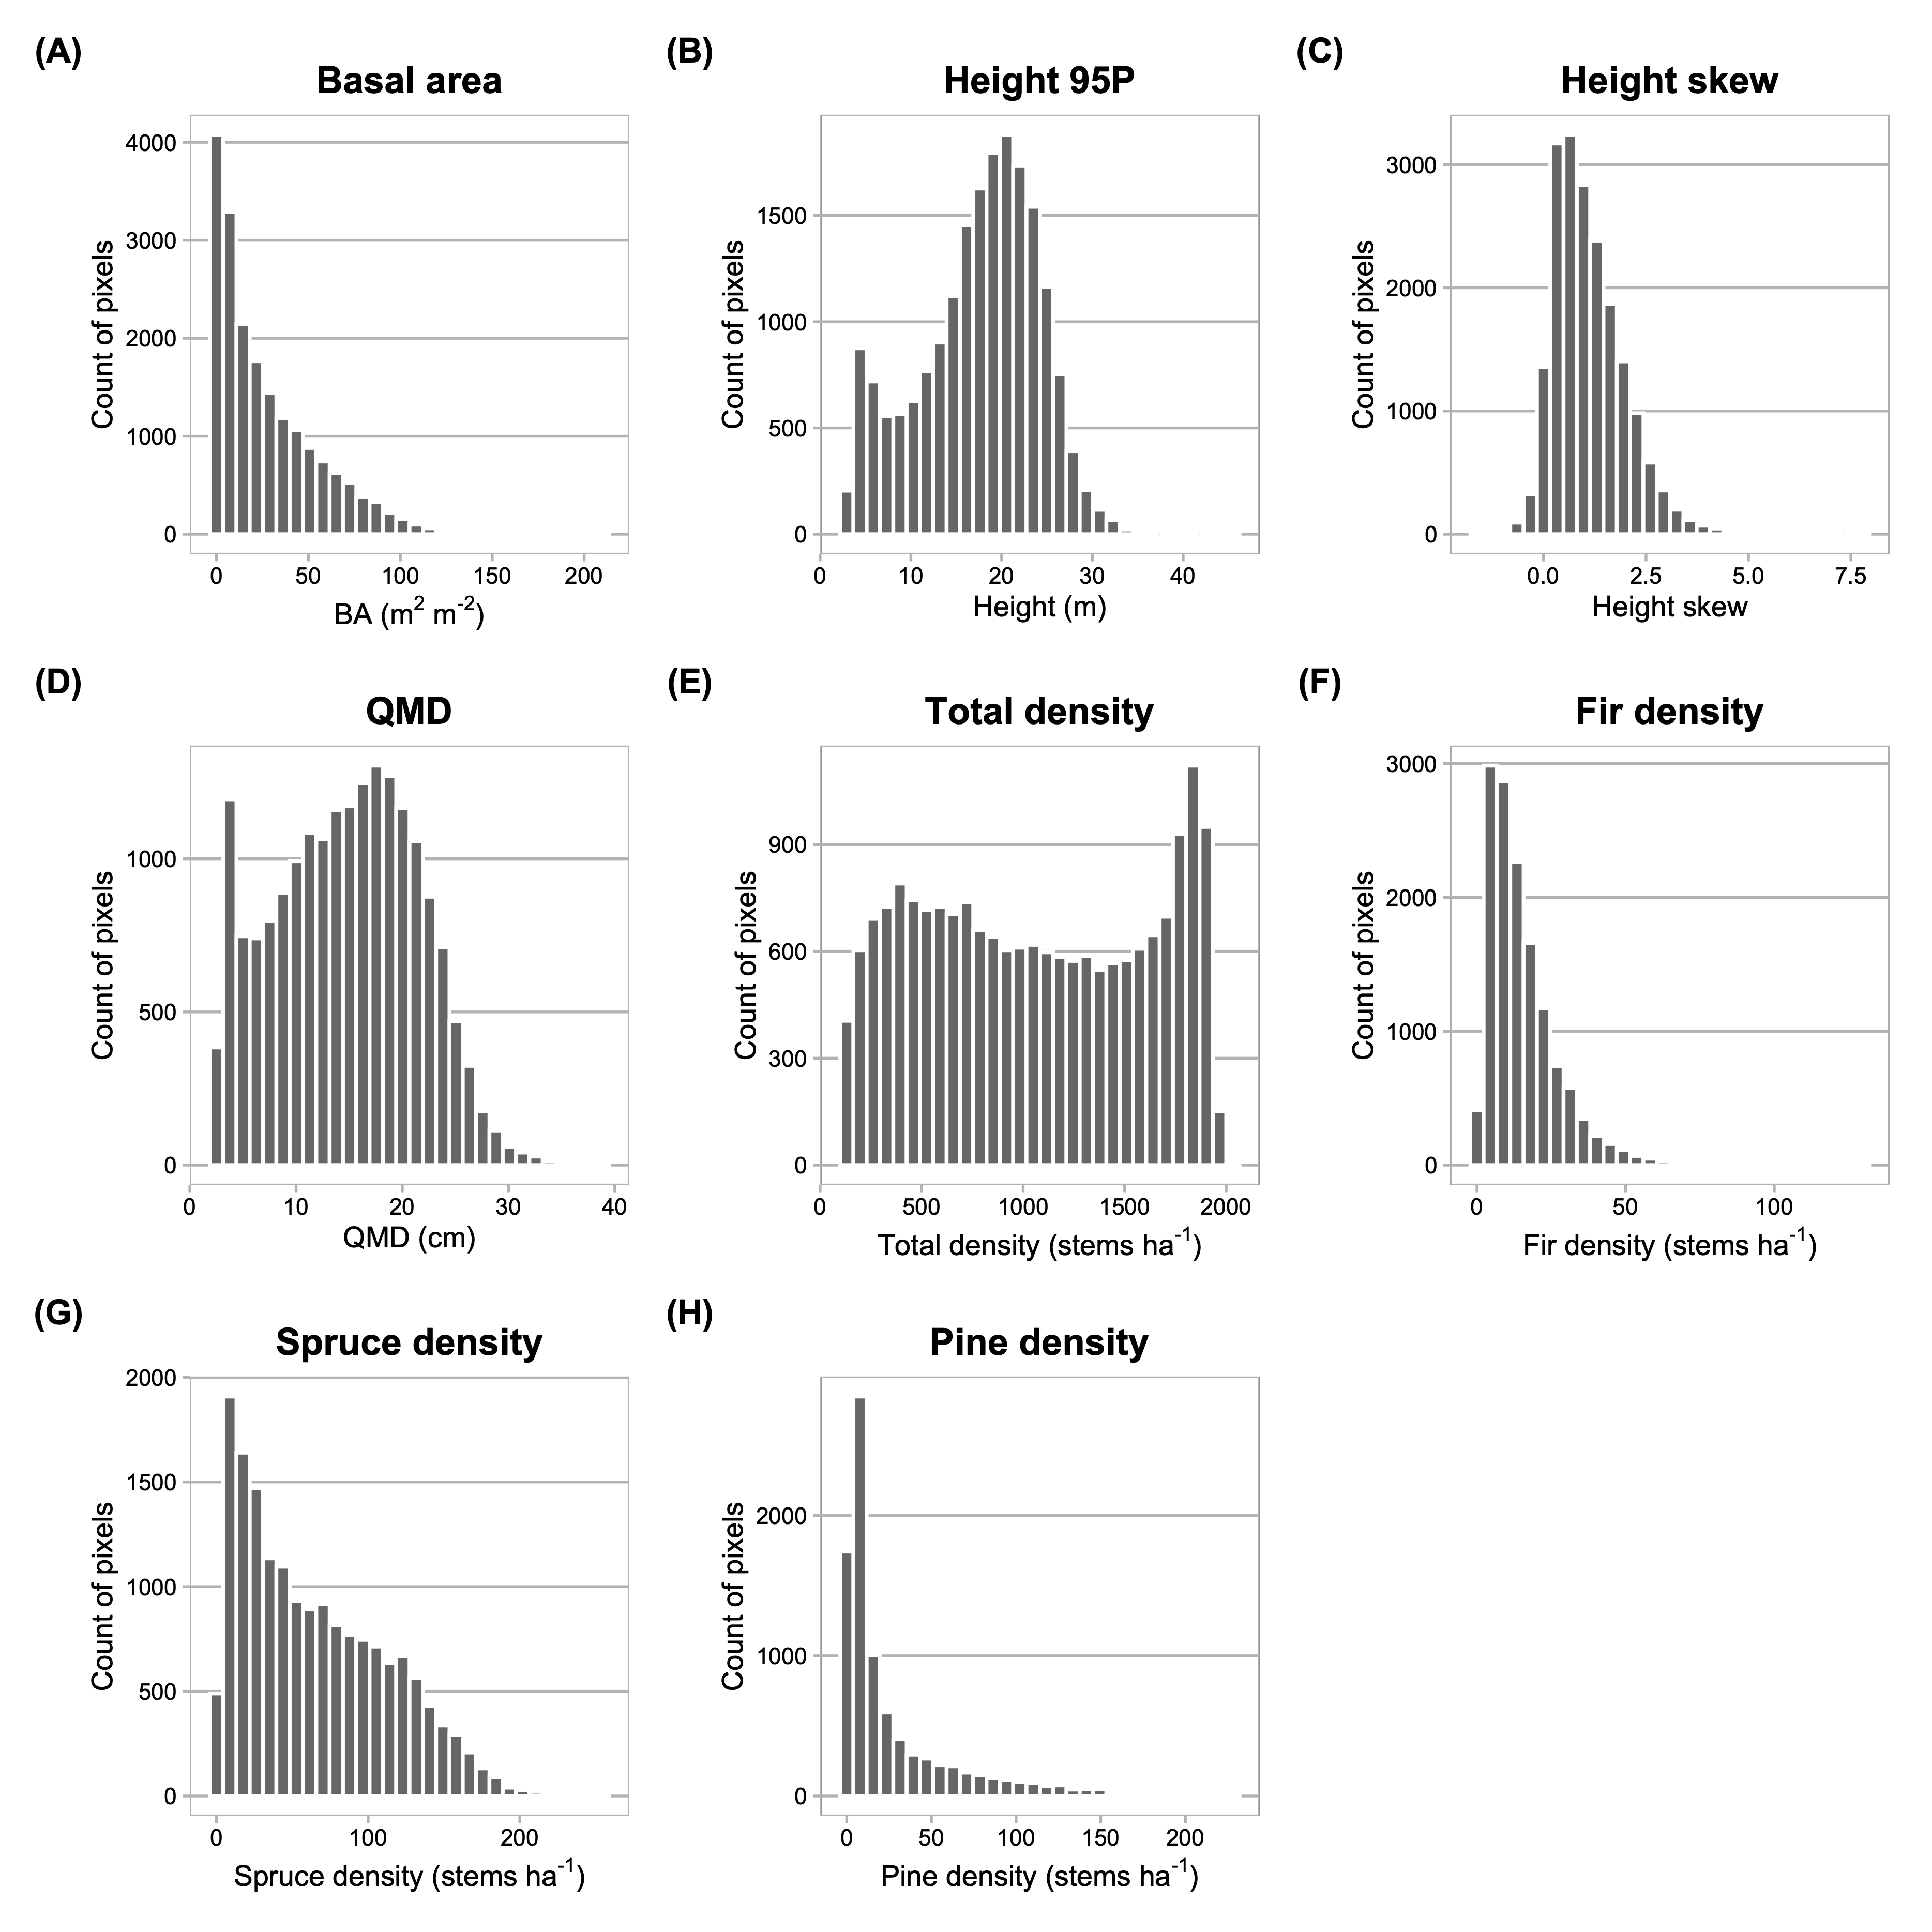 (A)
Basal area
Count of pixels
4000
3000
2000
1000
0
0 50 100 150 200
BA (m² m⁻²)
(B)
Height 95P
Count of pixels
1500
1000
500
0
0 10 20 30 40
Height (m)
(C)
Height skew
Count of pixels
3000
2000
1000
0
0.0 2.5 5.0 7.5
Height skew
(D)
QMD
Count of pixels
1000
500
0
0 10 20 30 40
QMD (cm)
(E)
Total density
Count of pixels
900
600
300
0
0 500 1000 1500 2000
Total density (stems ha⁻¹)
(F)
Fir density
Count of pixels
3000
2000
1000
0
0 50 100
Fir density (stems ha⁻¹)
(G)
Spruce density
Count of pixels
2000
1500
1000
500
0
0 100 200
Spruce density (stems ha⁻¹)
(H)
Pine density
Count of pixels
2000
1000
0
0 50 100 150 200
Pine density (stems ha⁻¹)